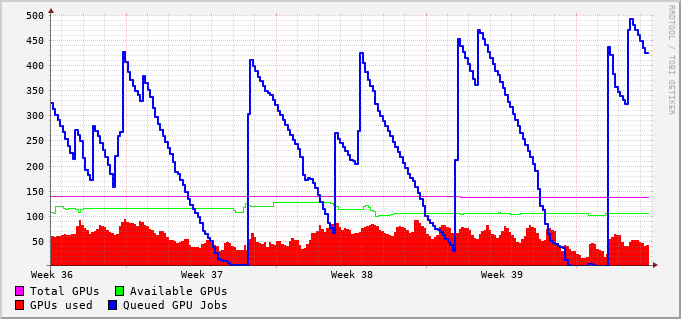 500
450
400
350
300
250
200
150
100
50
Week 36 Week 37 Week 38 Week 39
Total GPUs Available GPUs
GPUs used Queued GPU Jobs
RRDTOOL / TOBI OETIKER